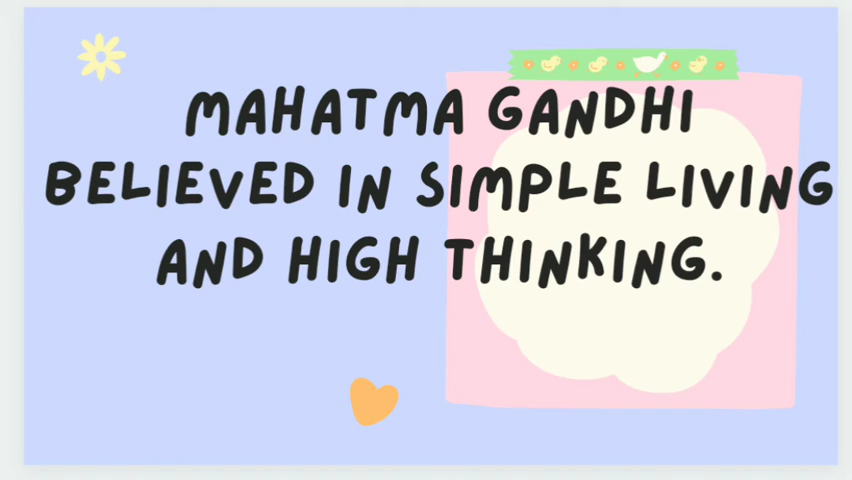 MAHATMA GANDHI
BELIEVED IN SIMPLE LIVING
AND HIGH THINKING.